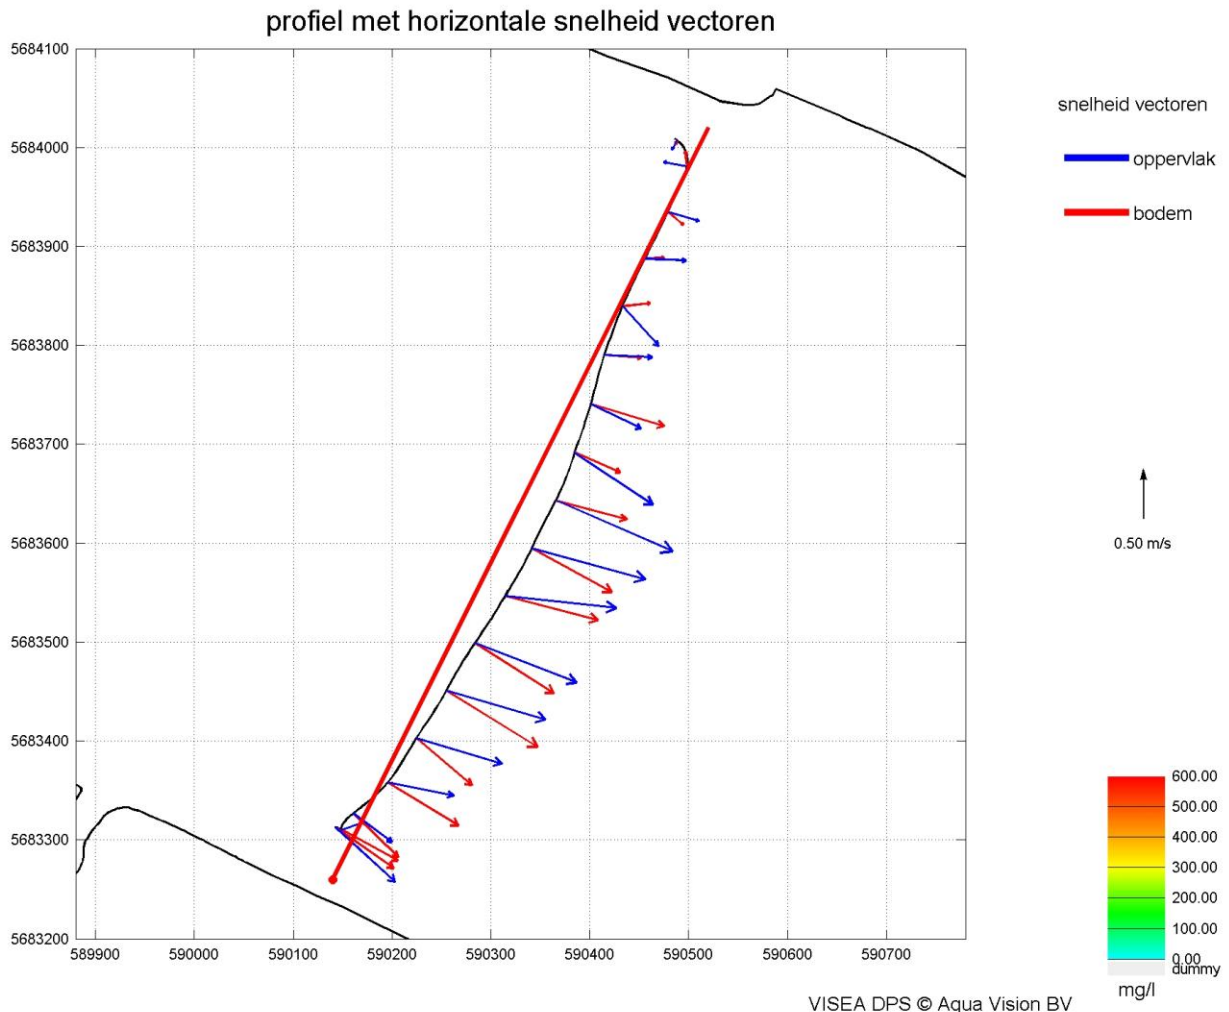 profiel met horizontale snelheid vectoren
5684100
5684000
5683900
5683800
5683700
5683600
5683500
5683400
5683300
5683200
589900 590000 590100 590200 590300 590400 590500 590600 590700
snelheid vectoren
oppervlak
bodem
0.50 m/s
600.00
500.00
400.00
300.00
200.00
100.00
0.00
dummy
mg/l
VISEA DPS © Aqua Vision BV